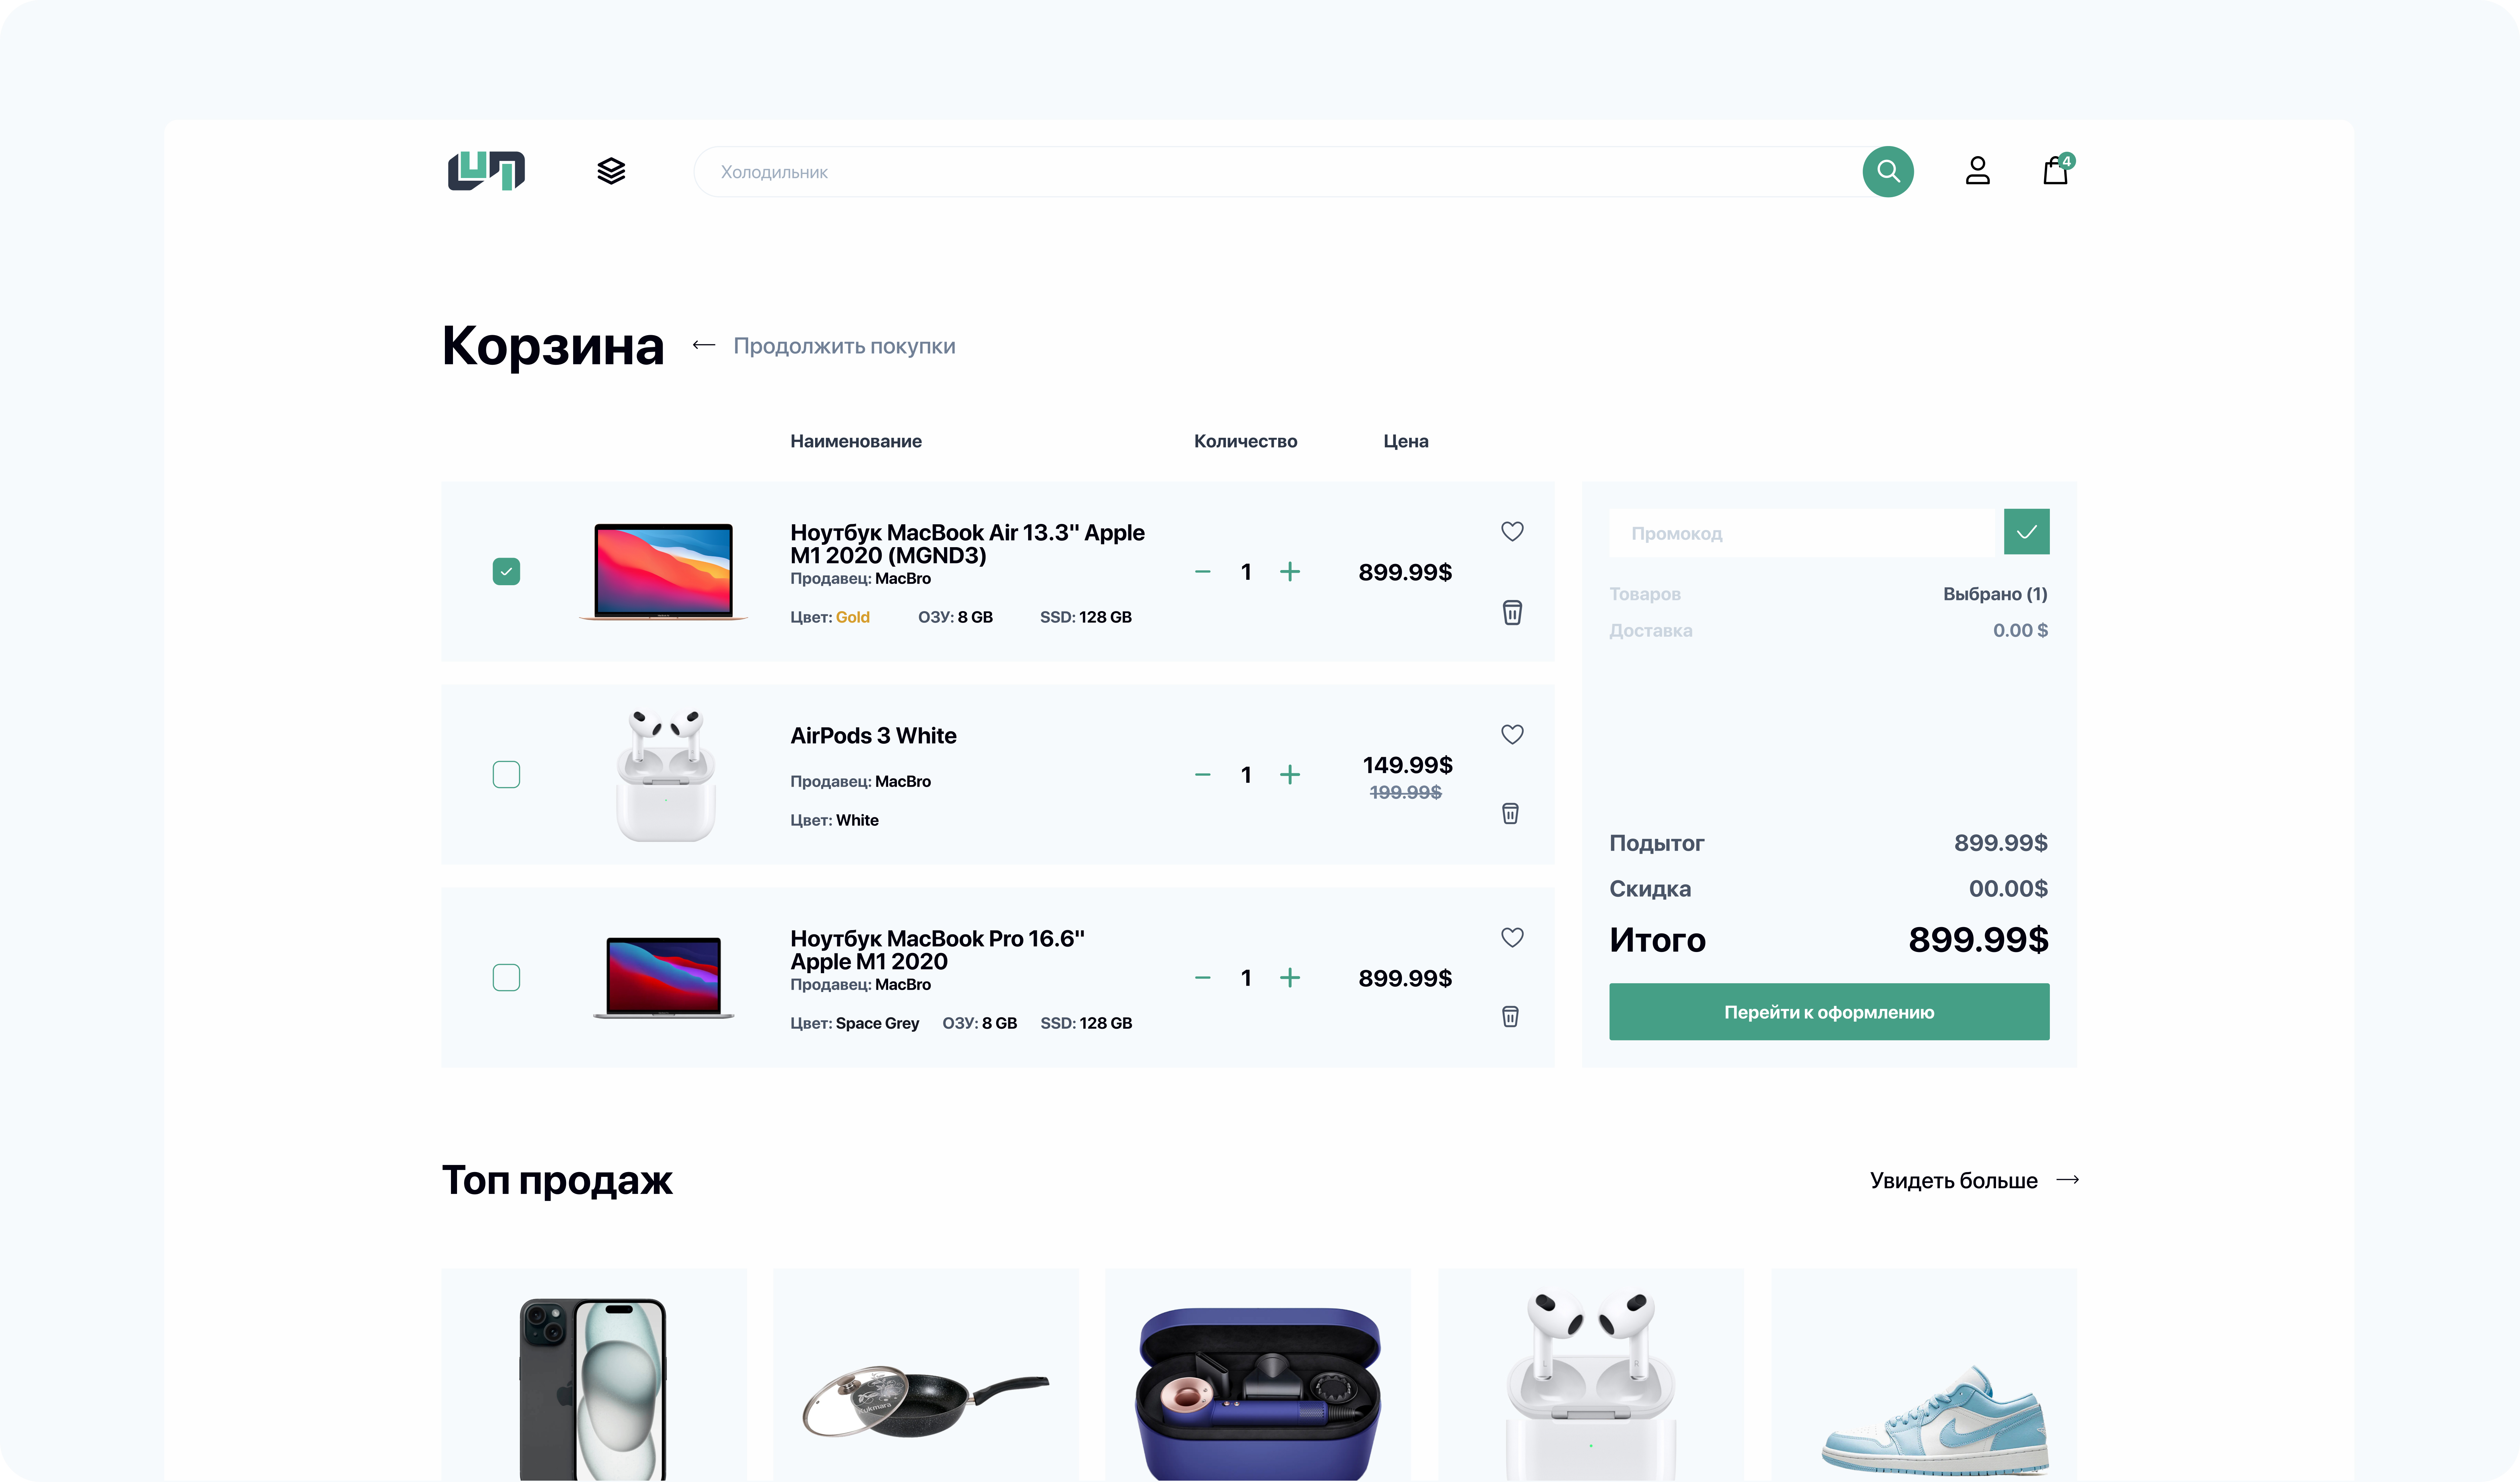 Холодильник
4
Корзина
Продолжить покупки
Наименование
Количество
Цена
Ноутбук MacBook Air 13.3" Apple
M1 2020 (MGND3)
Продавец: MacBro
Цвет: Gold ОЗУ: 8 GB SSD: 128 GB
1
899.99$
AirPods 3 White
Продавец: MacBro
Цвет: White
1
149.99$
199.99$
Ноутбук MacBook Pro 16.6"
Apple M1 2020
Продавец: MacBro
Цвет: Space Grey ОЗУ: 8 GB SSD: 128 GB
1
899.99$
Промокод
Товаров Выбрано (1)
Доставка 0.00 $
Подытог 899.99$
Скидка 00.00$
Итого 899.99$
Перейти к оформлению
Топ продаж
Увидеть больше
kukmara
L R